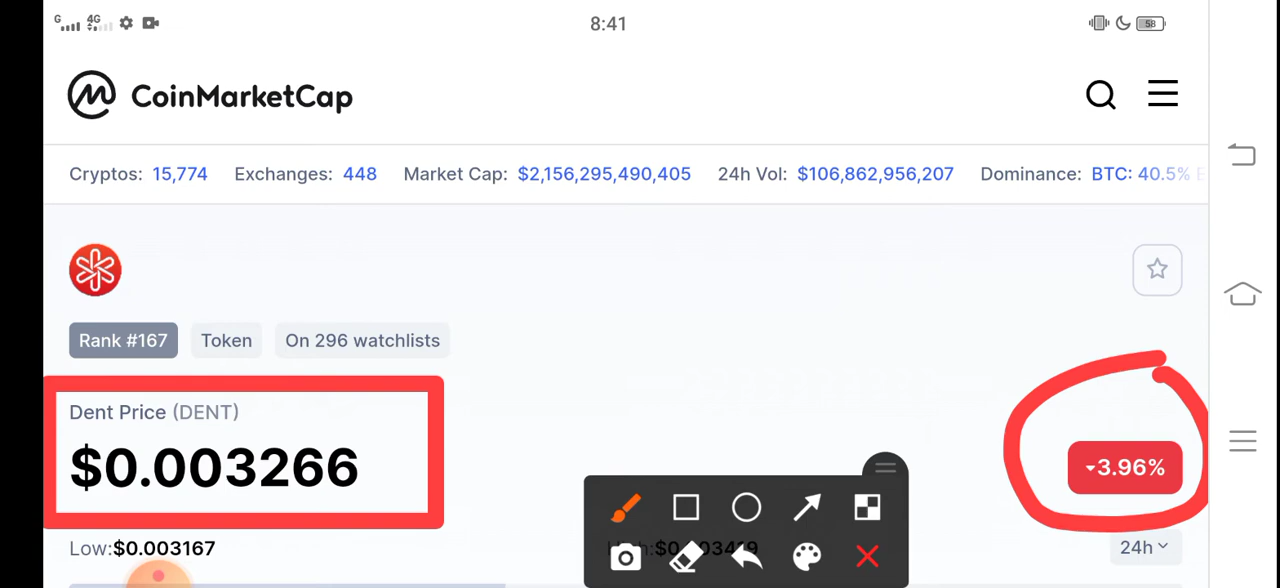 G 4G 8:41 58
CoinMarketCap
Cryptos: 15,774 Exchanges: 448 Market Cap: $2,156,295,490,405 24h Vol: $106,862,956,207 Dominance: BTC: 40.5%
Rank #167 Token On 296 watchlists
Dent Price (DENT)
$0.003266
3.96%
Low:$0.003167
24h